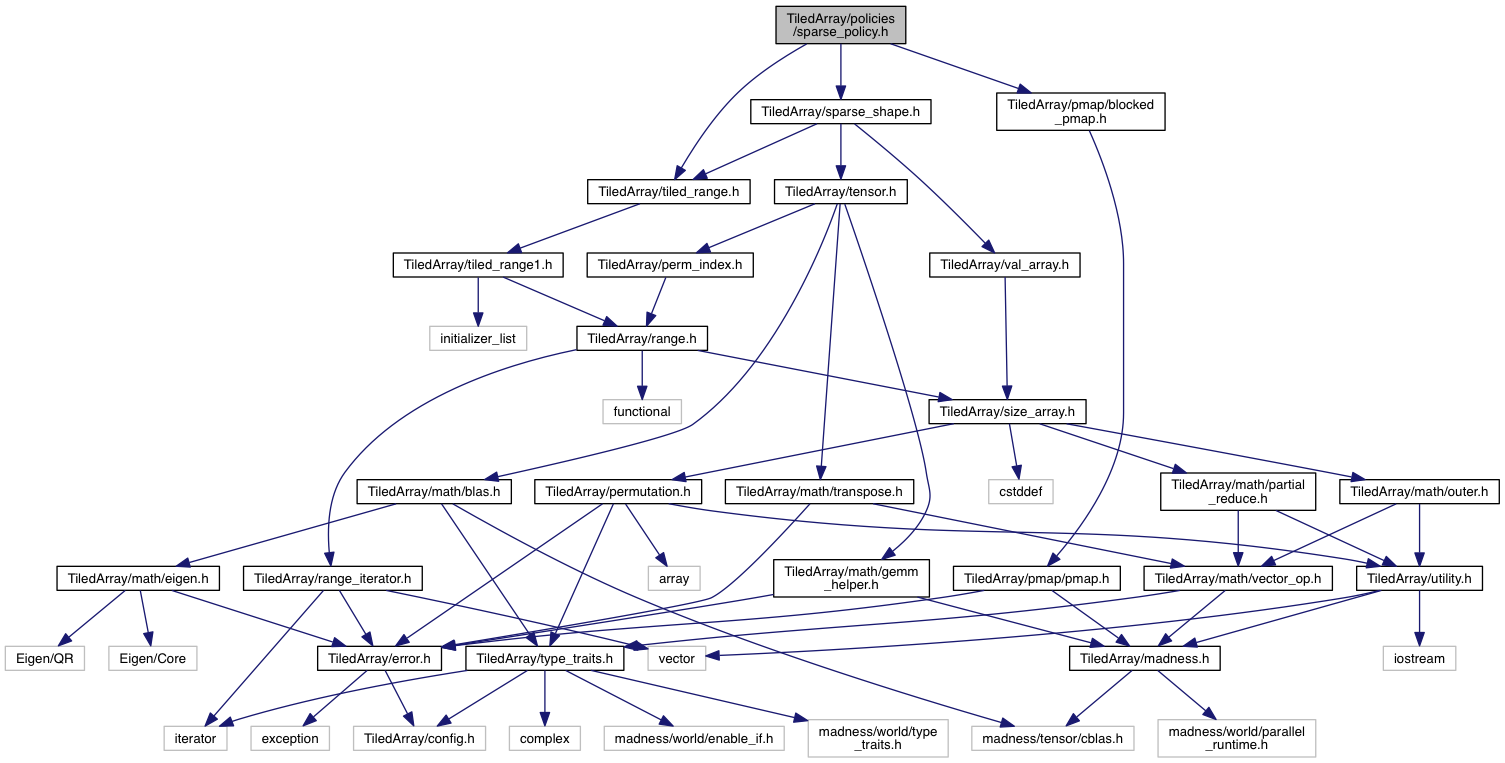 TiledArray/policies
/sparse_policy.h
TiledArray/sparse_shape.h
TiledArray/pmap/blocked
_pmap.h
TiledArray/tiled_range.h
TiledArray/tensor.h
TiledArray/tiled_range1.h
TiledArray/perm_index.h
TiledArray/val_array.h
initializer_list
TiledArray/range.h
functional
TiledArray/size_array.h
TiledArray/math/blas.h
TiledArray/permutation.h
TiledArray/math/transpose.h
cstddef
TiledArray/math/partial
_reduce.h
TiledArray/math/outer.h
TiledArray/math/eigen.h
TiledArray/range_iterator.h
array
TiledArray/math/gemm
_helper.h
TiledArray/pmap/pmap.h
TiledArray/math/vector_op.h
TiledArray/utility.h
Eigen/QR
Eigen/Core
TiledArray/error.h
TiledArray/type_traits.h
vector
TiledArray/madness.h
iostream
iterator
exception
TiledArray/config.h
complex
madness/world/enable_if.h
madness/world/type
_traits.h
madness/tensor/cblas.h
madness/world/parallel
_runtime.h